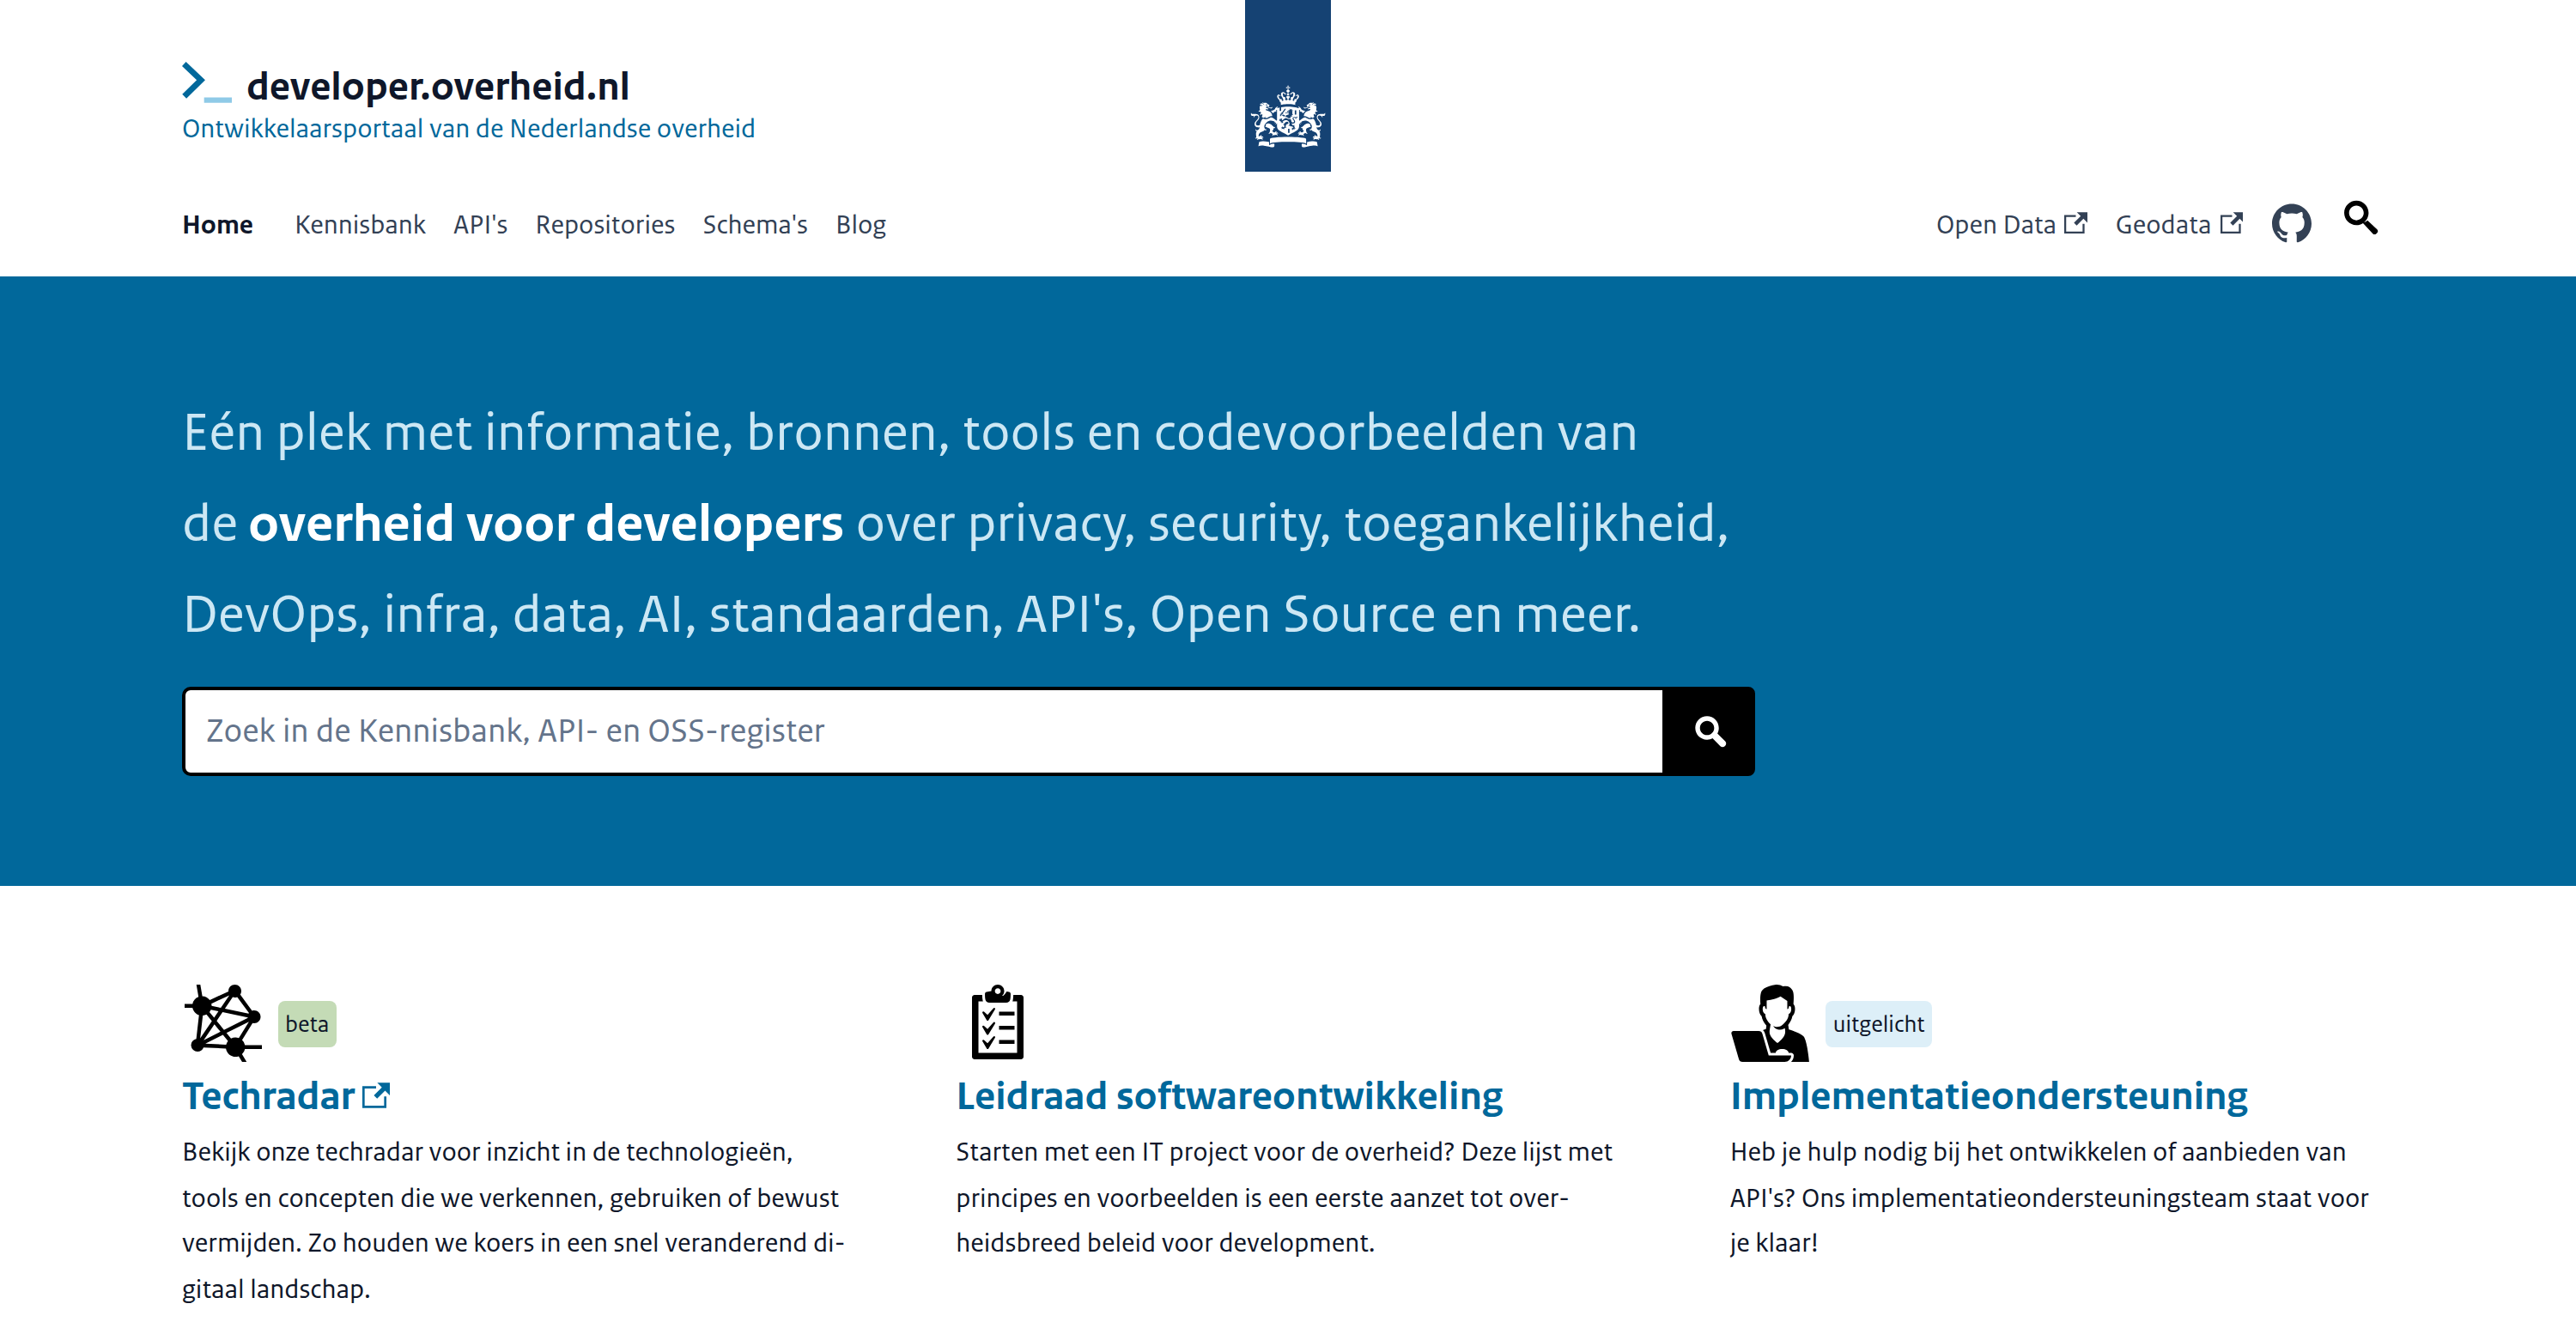 developer.overheid.nl
Ontwikkelaarsportaal van de Nederlandse overheid
Home Kennisbank API's Repositories Schema's Blog Open Data Geodata
Eén plek met informatie, bronnen, tools en codevoorbeelden van
de overheid voor developers over privacy, security, toegankelijkheid,
DevOps, infra, data, AI, standaarden, API's, Open Source en meer.
Zoek in de Kennisbank, API- en OSS-register
beta
Techradar
Bekijk onze techradar voor inzicht in de technologieën,
tools en concepten die we verkennen, gebruiken of bewust
vermijden. Zo houden we koers in een snel veranderend di-
gitaal landschap.
Leidraad softwareontwikkeling
Starten met een IT project voor de overheid? Deze lijst met
principes en voorbeelden is een eerste aanzet tot over-
heidsbreed beleid voor development.
uitgelicht
Implementatieondersteuning
Heb je hulp nodig bij het ontwikkelen of aanbieden van
API's? Ons implementatieondersteuningsteam staat voor
je klaar!